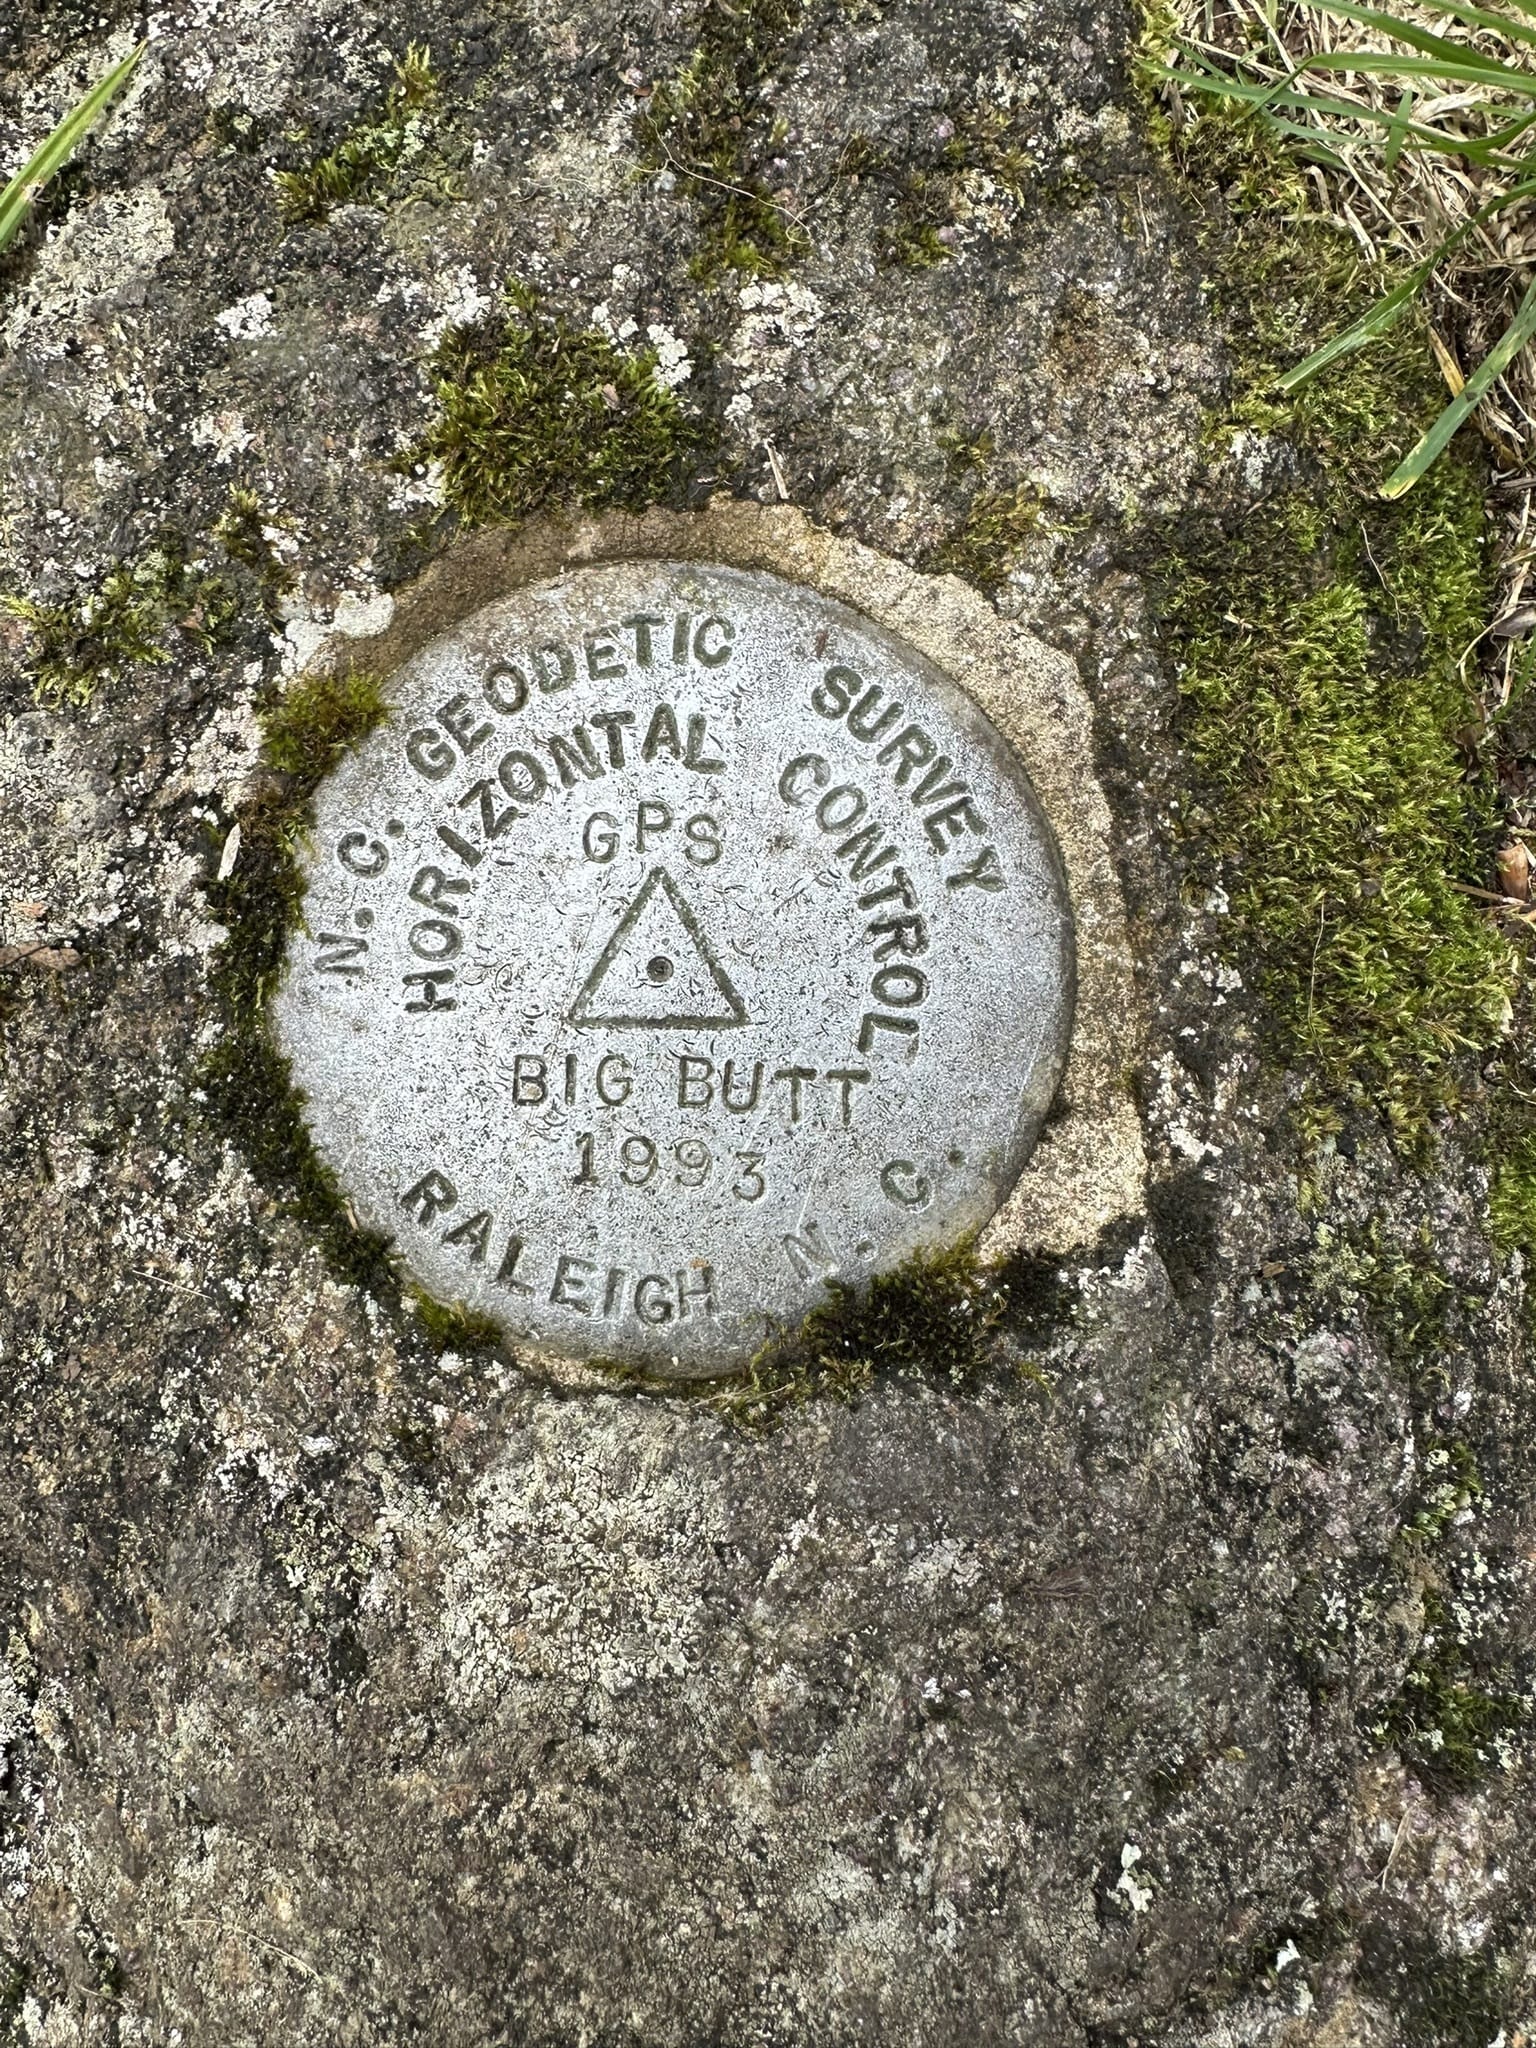 N. C. GEODETIC SURVEY
HORIZONTAL CONTROL
GPS
BIG BUTT
1993
RALEIGH N. C.